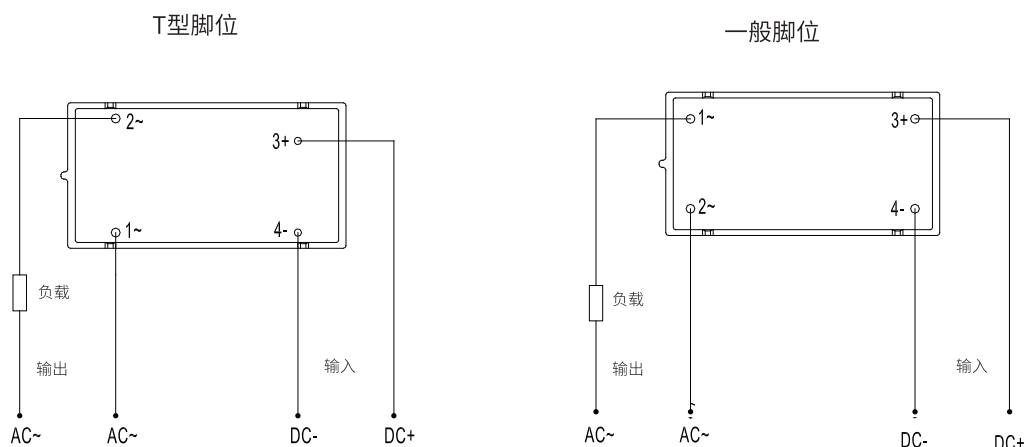 T型脚位
2~
3+
1~
4-
负载
输出
输入
AC~
AC~
DC-
DC+
一般脚位
1~
3+
2~
4-
负载
输出
输入
AC~
AC~
DC-
DC+